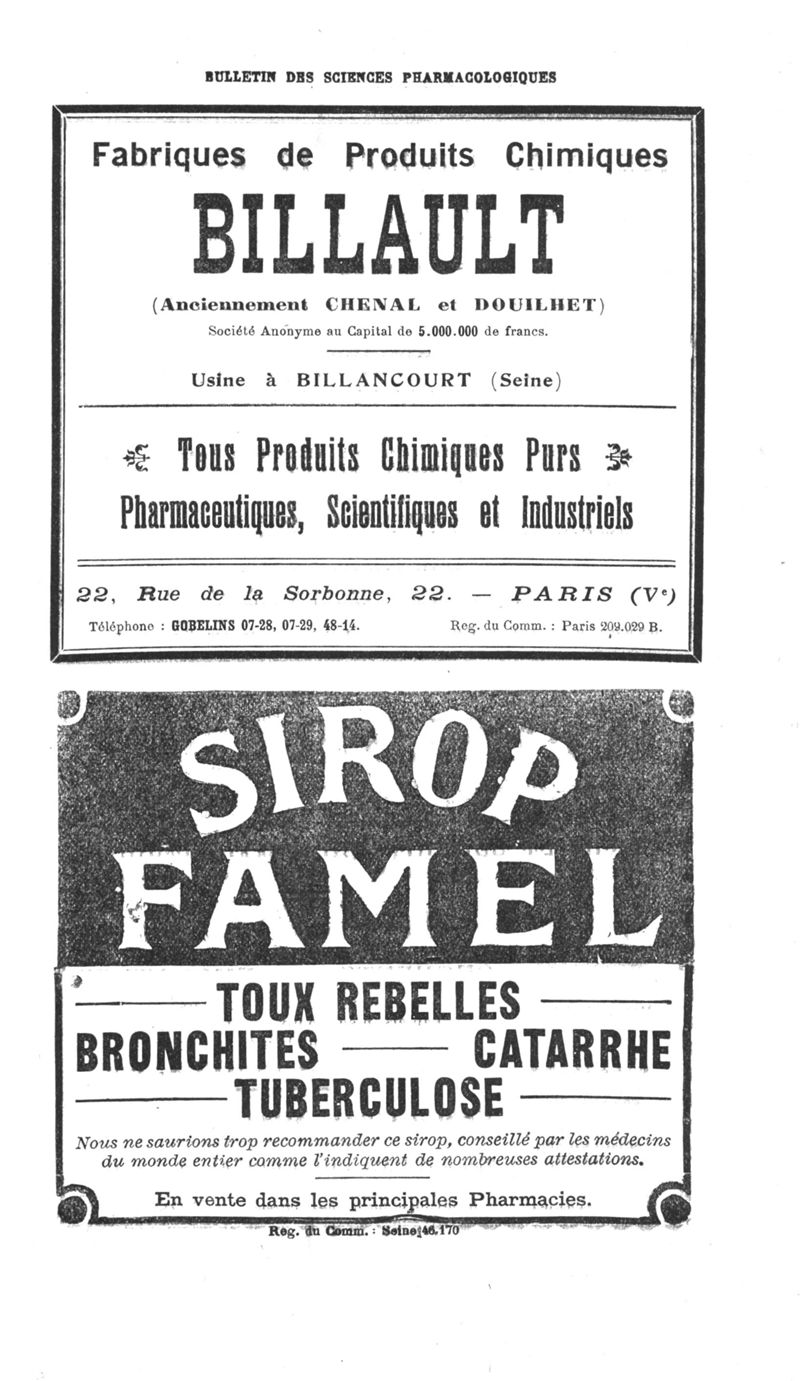 BULLETIN DES SCIENCES PHARMACOLOGIQUES
Fabriques de Produits Chimiques
BILLAULT
(Anciennement CHENAL et DOUILHET)
Société Anonyme au Capital de 5.000.000 de francs.
Usine à BILLANCOURT (Seine)
Tous Produits Chimiques Purs
Pharmaceutiques, Scientifiques et Industriels
22, Rue de la Sorbonne, 22. — PARIS (Ve)
Téléphone : GOBELINS 07-28, 07-29, 48-14. Reg. du Comm. : Paris 209.029 B.
SIROP
FAMEL
TOUX REBELLES
BRONCHITES — CATARRHE
TUBERCULOSE
Nous ne saurions trop recommander ce sirop, conseillé par les médecins
du monde entier comme l'indiquent de nombreuses attestations.
En vente dans les principales Pharmacies.
Reg. du Comm. : Seine 46.170